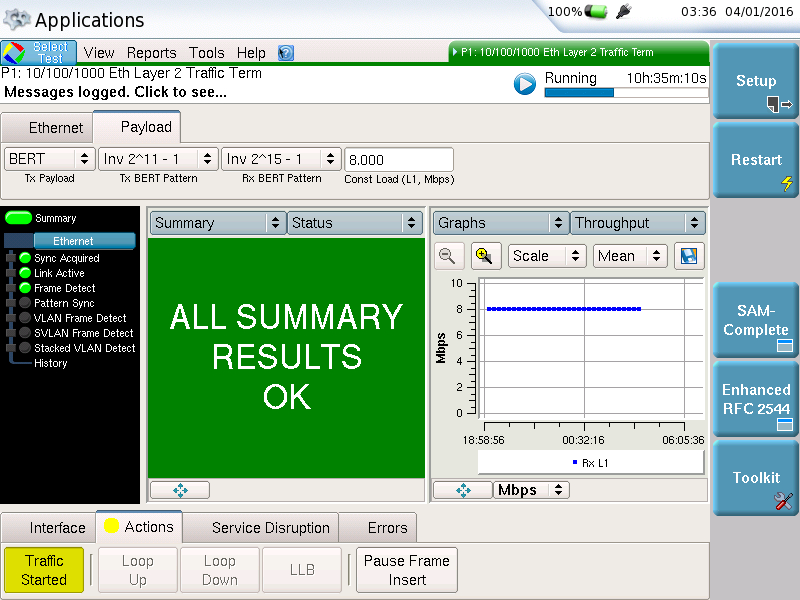 Applications
100%
03:36 04/01/2016
Select Test
View Reports Tools Help
P1: 10/100/1000 Eth Layer 2 Traffic Term
P1: 10/100/1000 Eth Layer 2 Traffic Term
Messages logged. Click to see...
Running 10h:35m:10s
Setup
Restart
SAM-
Complete
Enhanced
RFC 2544
Toolkit
Ethernet Payload
BERT Inv 2^11 - 1 Inv 2^15 - 1 8.000
Tx Payload Tx BERT Pattern Rx BERT Pattern Const Load (L1, Mbps)
Summary
Ethernet
Sync Acquired
Link Active
Frame Detect
Pattern Sync
VLAN Frame Detect
SVLAN Frame Detect
Stacked VLAN Detect
History
Summary Status
ALL SUMMARY
RESULTS
OK
Graphs Throughput
Scale Mean
Mbps
10
8
6
4
2
0
18:58:56 00:32:16 06:05:36
Rx L1
Mbps
Interface Actions Service Disruption Errors
Traffic
Started
Loop
Up
Loop
Down
LLB
Pause Frame
Insert